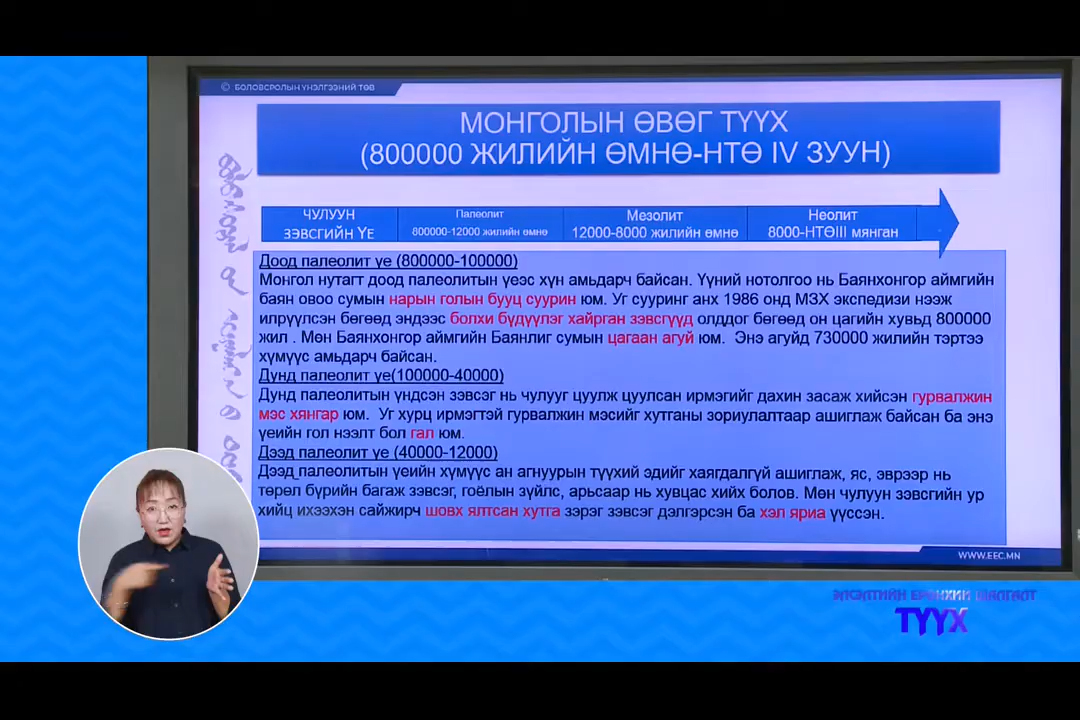 © БОЛОВСРОЛЫН ҮНЭЛГЭЭНИЙ ТӨВ
МОНГОЛЫН ӨВӨГ ТҮҮХ
(800000 ЖИЛИЙН ӨМНӨ-НТӨ IV ЗУУН)
ЧУЛУУН
ЗЭВСГИЙН ҮЕ
Палеолит
800000-12000 жилийн өмнө
Мезолит
12000-8000 жилийн өмнө
Неолит
8000-НТӨIII мянган
Доод палеолит үе (800000-100000)
Монгол нутагт доод палеолитын үеэс хүн амьдарч байсан. Үүний нотолгоо нь Баянхонгор аймгийн
баян овоо сумын нарын голын бууц суурин юм. Уг сууринг анх 1986 онд МЗХ экспедизи нээж
илрүүлсэн бөгөөд эндээс болхи бүдүүлэг хайрган зэвсгүүд олддог бөгөөд он цагийн хувьд 800000
жил . Мөн Баянхонгор аймгийн Баянлиг сумын цагаан агуй юм. Энэ агуйд 730000 жилийн тэртээ
хүмүүс амьдарч байсан.
Дунд палеолит үе(100000-40000)
Дунд палеолитын үндсэн зэвсэг нь чулууг цуулж цуулсан ирмэгийг дахин засаж хийсэн гурвалжин
мэс хянгар юм. Уг хурц ирмэгтэй гурвалжин мэсийг хутганы зориулалтаар ашиглаж байсан ба энэ
үеийн гол нээлт бол гал юм.
Дээд палеолит үе (40000-12000)
Дээд палеолитын үеийн хүмүүс ан агнуурын түүхий эдийг хаягдалгүй ашиглаж, яс, эврээр нь
төрөл бүрийн багаж зэвсэг, гоёлын зүйлс, арьсаар нь хувцас хийх болов. Мөн чулуун зэвсгийн ур
хийц ихээхэн сайжирч шовх ялтсан хутга зэрэг зэвсэг дэлгэрсэн ба хэл яриа үүссэн.
WWW.EEC.MN
ЭЛСЭЛТИЙН ЕРӨНХИЙ ШАЛГАЛТ
ТҮҮХ